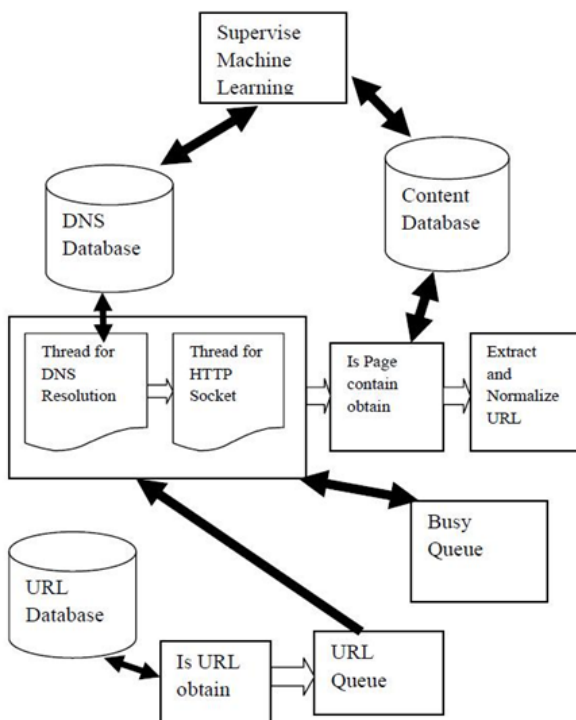 Supervise
Machine
Learning
DNS
Database
Content
Database
Thread for
DNS
Resolution
Thread for
HTTP
Socket
Is Page
contain
obtain
Extract
and
Normalize
URL
Busy
Queue
URL
Database
Is URL
obtain
URL
Queue